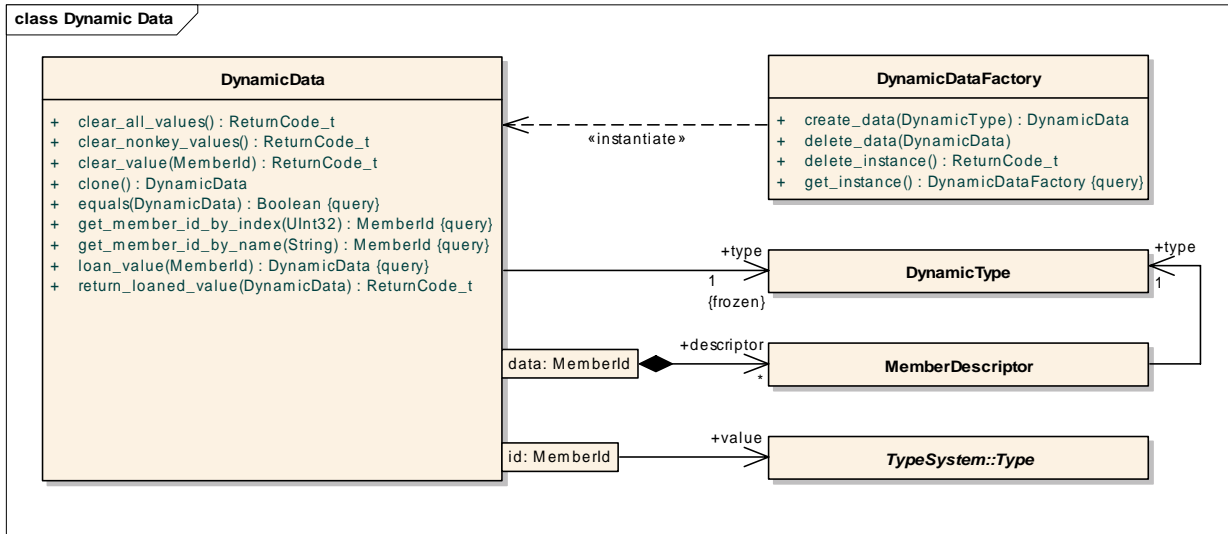 class Dynamic Data
DynamicData
+ clear_all_values() : ReturnCode_t
+ clear_nonkey_values() : ReturnCode_t
+ clear_value(MemberId) : ReturnCode_t
+ clone() : DynamicData
+ equals(DynamicData) : Boolean {query}
+ get_member_id_by_index(UInt32) : MemberId {query}
+ get_member_id_by_name(String) : MemberId {query}
+ loan_value(MemberId) : DynamicData {query}
+ return_loaned_value(DynamicData) : ReturnCode_t
«instantiate»
DynamicDataFactory
+ create_data(DynamicType) : DynamicData
+ delete_data(DynamicData)
+ delete_instance() : ReturnCode_t
+ get_instance() : DynamicDataFactory {query}
+type
1
{frozen}
DynamicType
+type
1
data: MemberId
+descriptor
*
MemberDescriptor
id: MemberId
+value
TypeSystem::Type